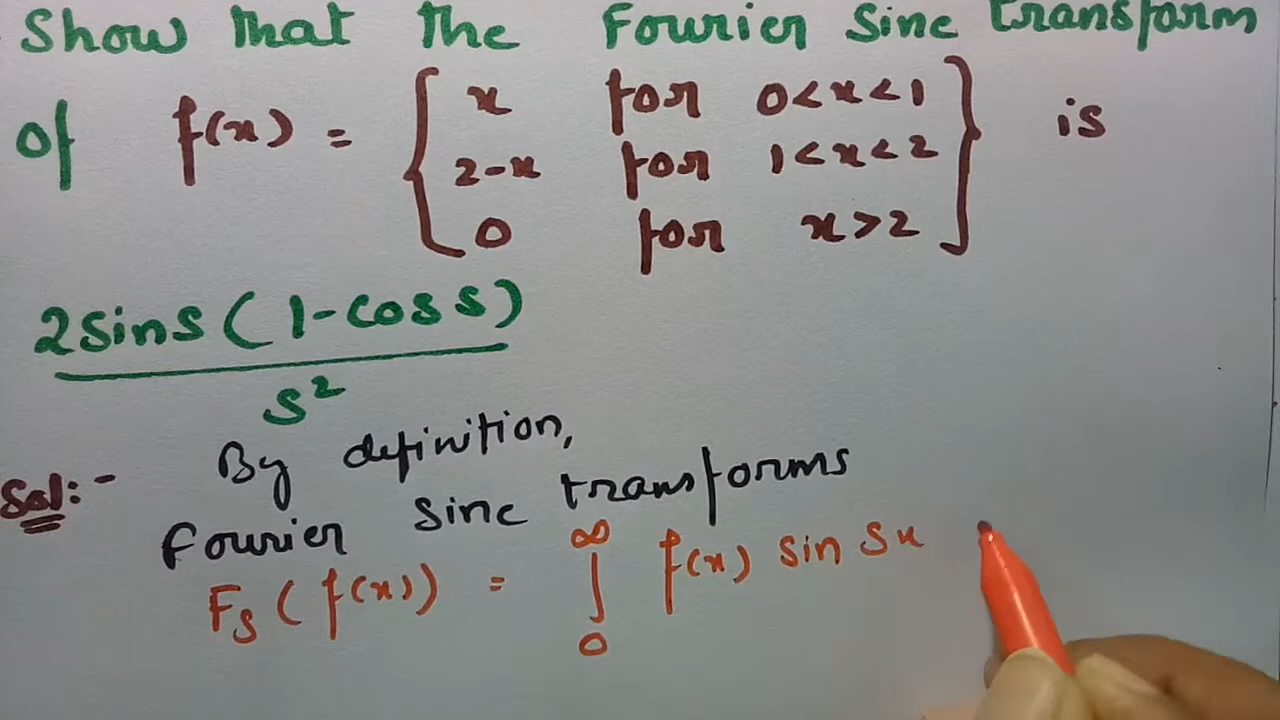 Show that the Fourier Sine transform
of f(x) = { x for 0<x<1
2-x for 1<x<2
0 for x>2 } is
2sins(1-cos s)
s²
Sol:- By definition,
Fourier sine transforms
Fs(f(x)) = ∫₀^∞ f(x) sin sx